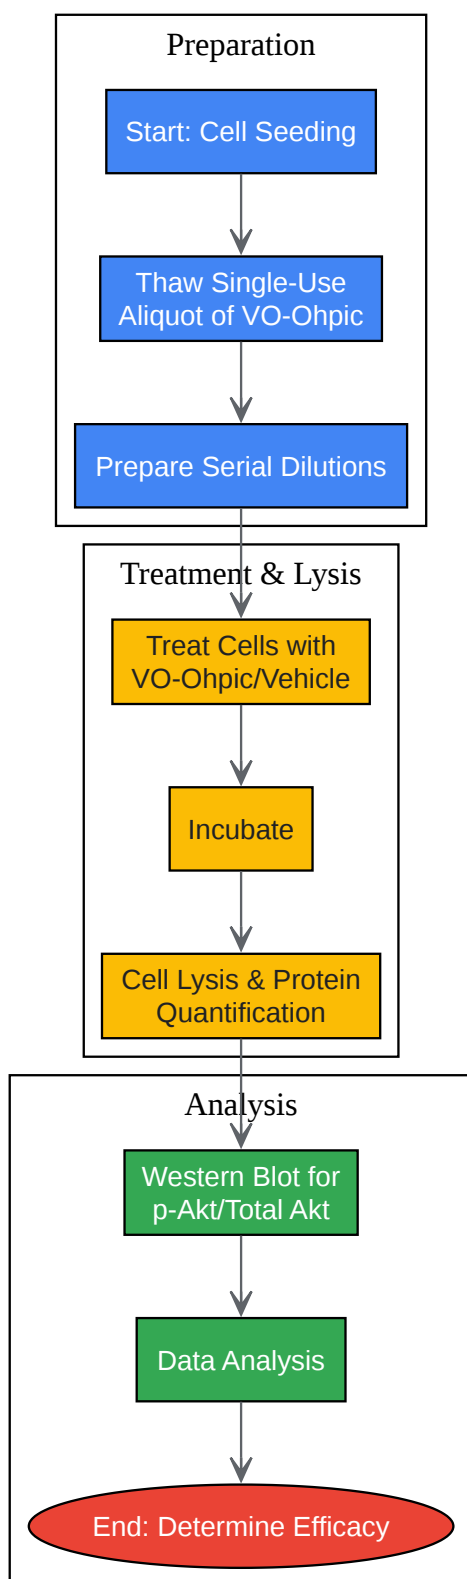 Preparation
Start: Cell Seeding
Thaw Single-Use
Aliquot of VO-Ohpic
Prepare Serial Dilutions
Treatment & Lysis
Treat Cells with
VO-Ohpic/Vehicle
Incubate
Cell Lysis & Protein
Quantification
Analysis
Western Blot for
p-Akt/Total Akt
Data Analysis
End: Determine Efficacy